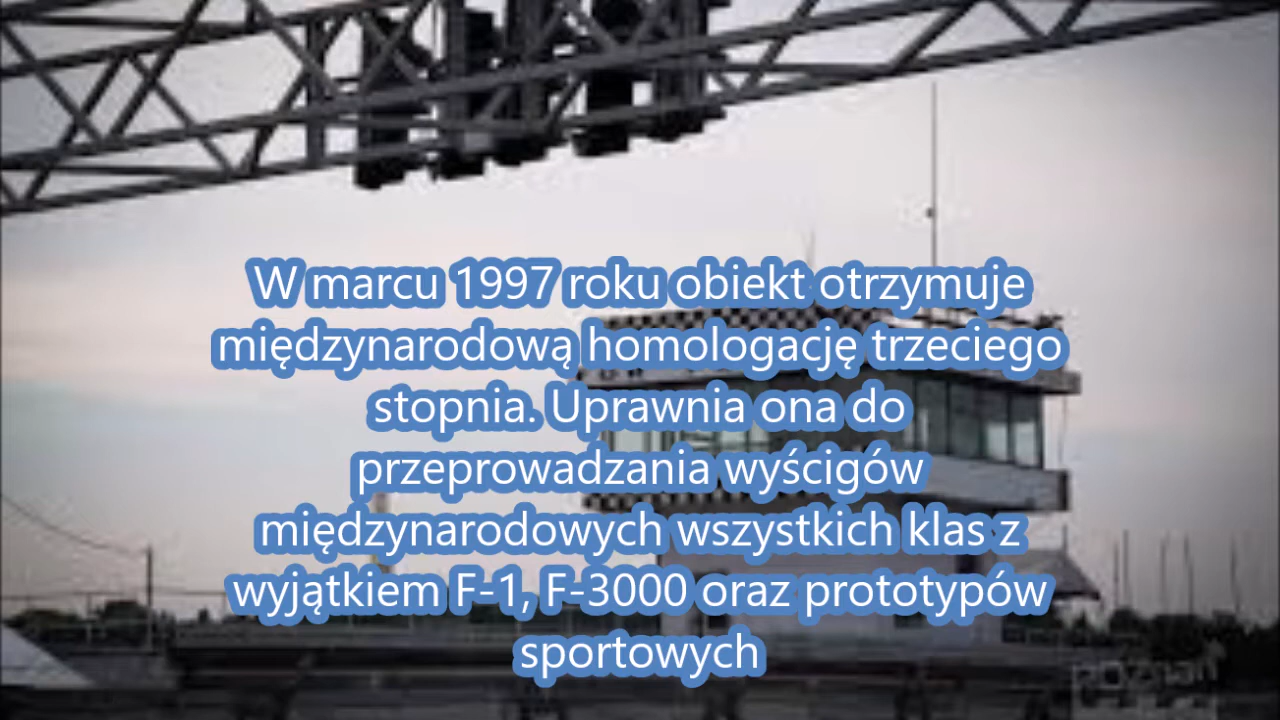 W marcu 1997 roku obiekt otrzymuje
międzynarodową homologację trzeciego
stopnia. Uprawnia ona do
przeprowadzania wyścigów
międzynarodowych wszystkich klas z
wyjątkiem F-1, F-3000 oraz prototypów
sportowych
POZnan